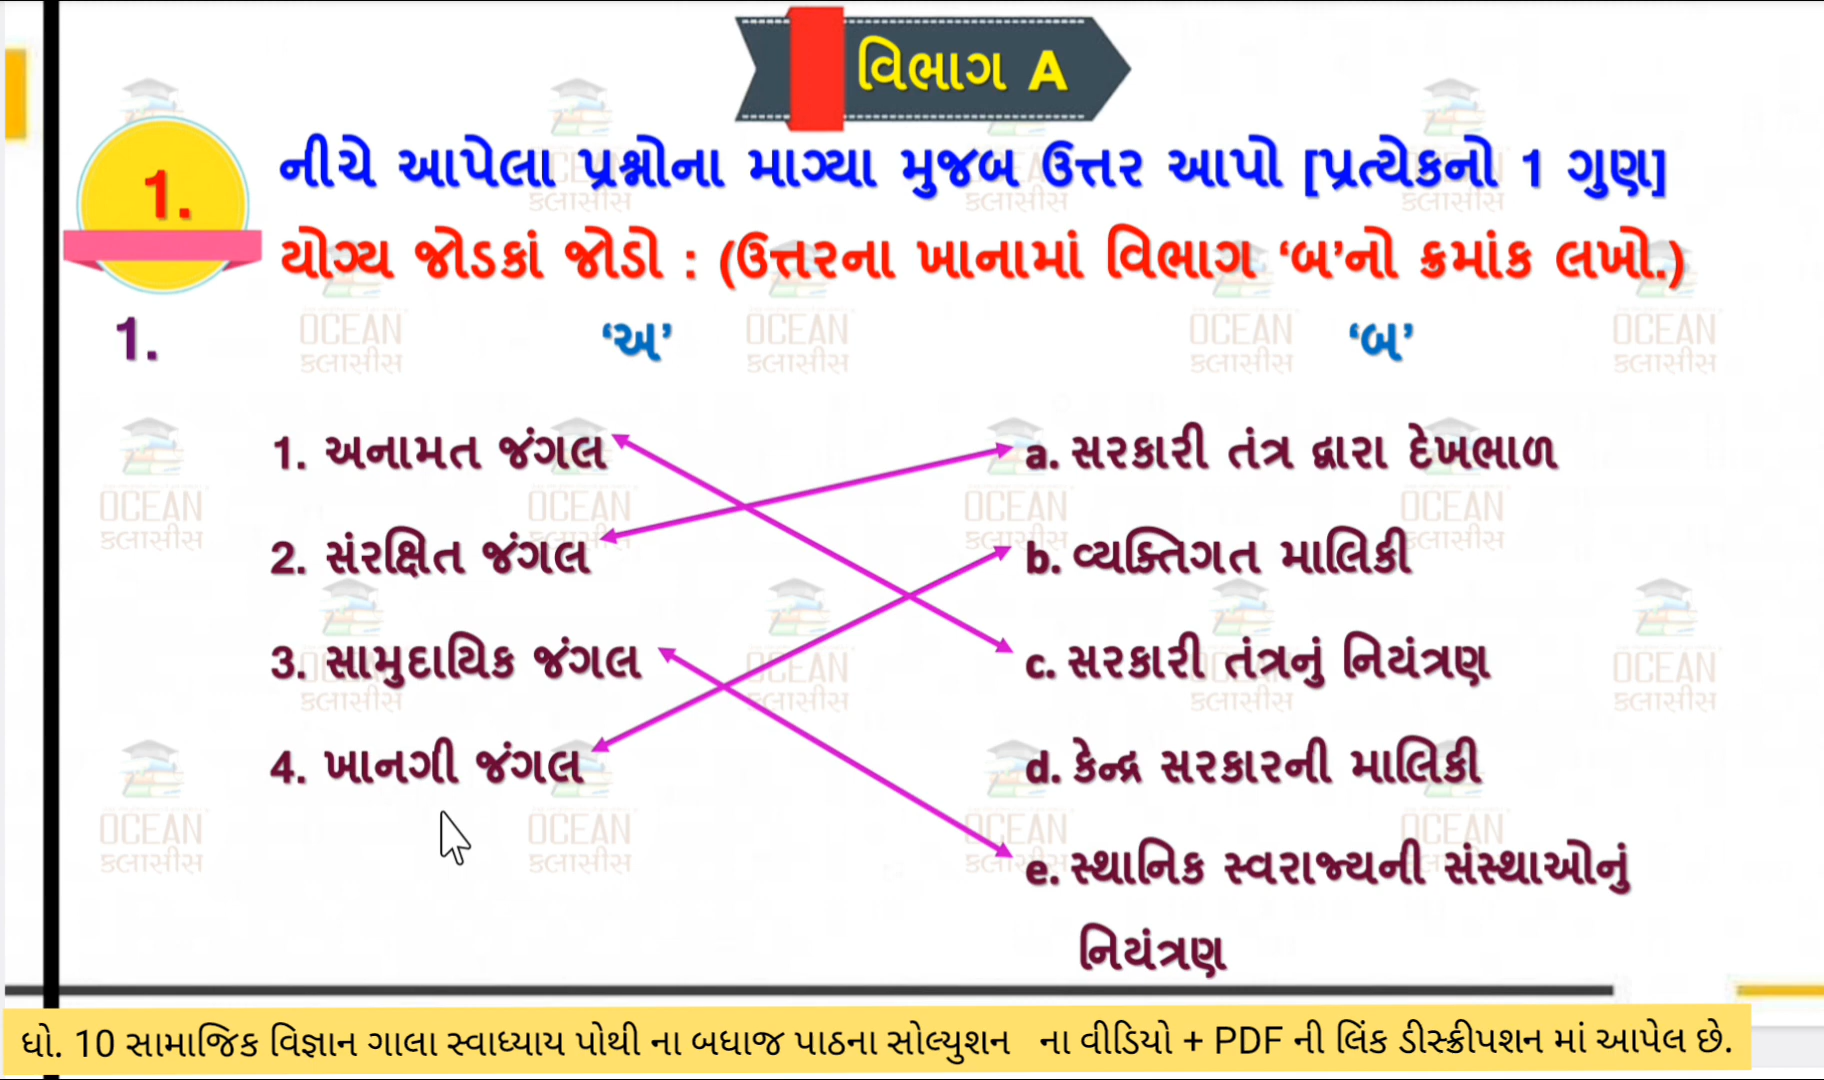 વિભાગ A
1. નીચે આપેલા પ્રશ્નોના માગ્યા મુજબ ઉત્તર આપો [પ્રત્યેકનો 1 ગુણ]
યોગ્ય જોડકાં જોડો : (ઉત્તરના ખાનામાં વિભાગ ‘બ’નો ક્રમાંક લખો.)
1. ‘અ’ ‘બ’
1. અનામત જંગલ a. સરકારી તંત્ર દ્વારા દેખભાળ
2. સંરક્ષિત જંગલ b. વ્યક્તિગત માલિકી
3. સામુદાયિક જંગલ c. સરકારી તંત્રનું નિયંત્રણ
4. ખાનગી જંગલ d. કેન્દ્ર સરકારની માલિકી
e. સ્થાનિક સ્વરાજ્યની સંસ્થાઓનું
નિયંત્રણ
ધો. 10 સામાજિક વિજ્ઞાન ગાલા સ્વાધ્યાય પોથી ના બધાજ પાઠના સોલ્યુશન ના વીડિયો + PDF ની લિંક ડીસ્ક્રીપશન માં આપેલ છે.
OCEAN
ક્લાસીસ